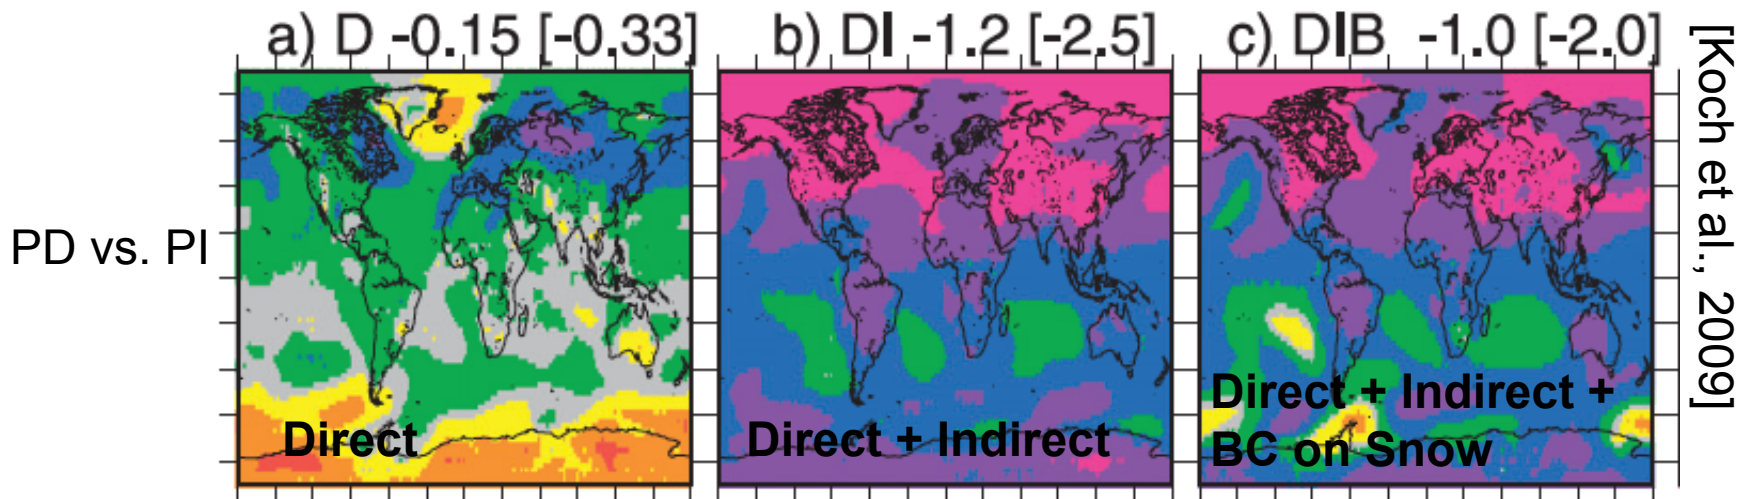 a) D -0.15 [-0.33]
b) DI -1.2 [-2.5]
c) DIB -1.0 [-2.0]
[Koch et al., 2009]
PD vs. PI
Direct
Direct + Indirect
Direct + Indirect +
BC on Snow